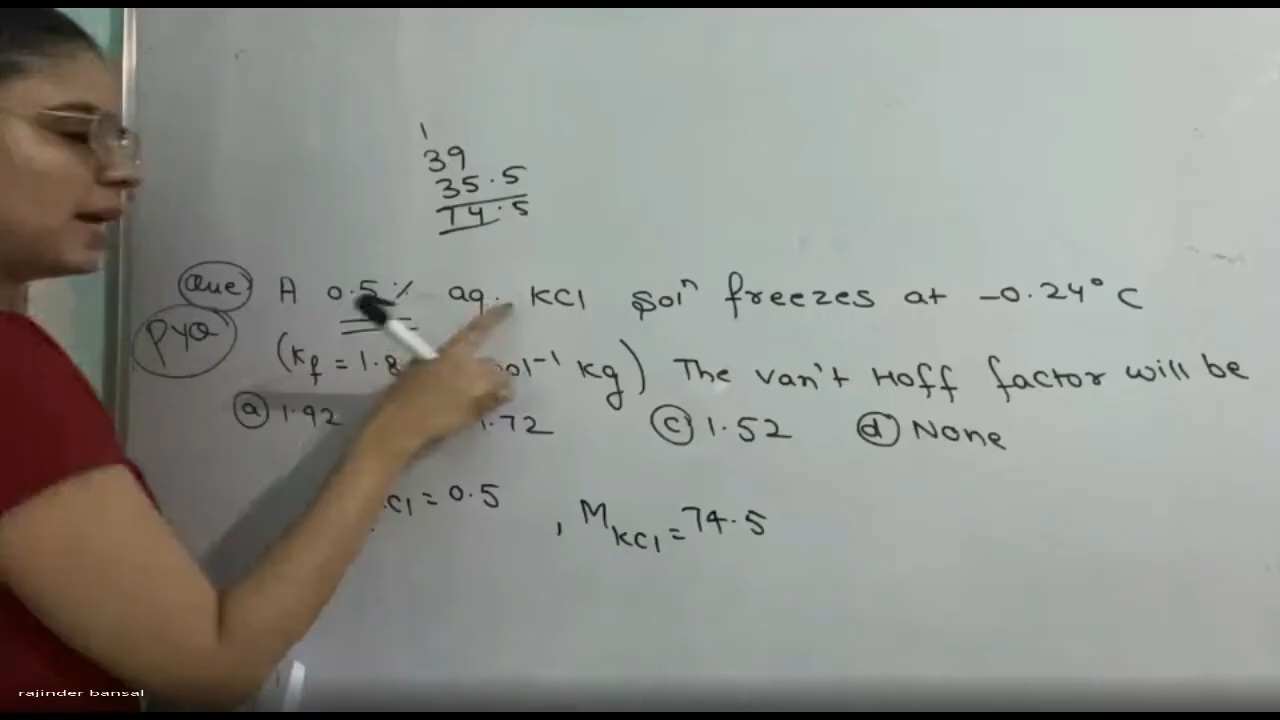 1
39
35.5
74.5
Que A 0.5% aq. KCl Solⁿ freezes at -0.24° C
PYQ (Kf = 1.8 mol⁻¹ kg) The van't Hoff factor will be
(a) 1.92 1.72 (c) 1.52 (d) None
Cl = 0.5 , M KCl = 74.5
rajinder bansal